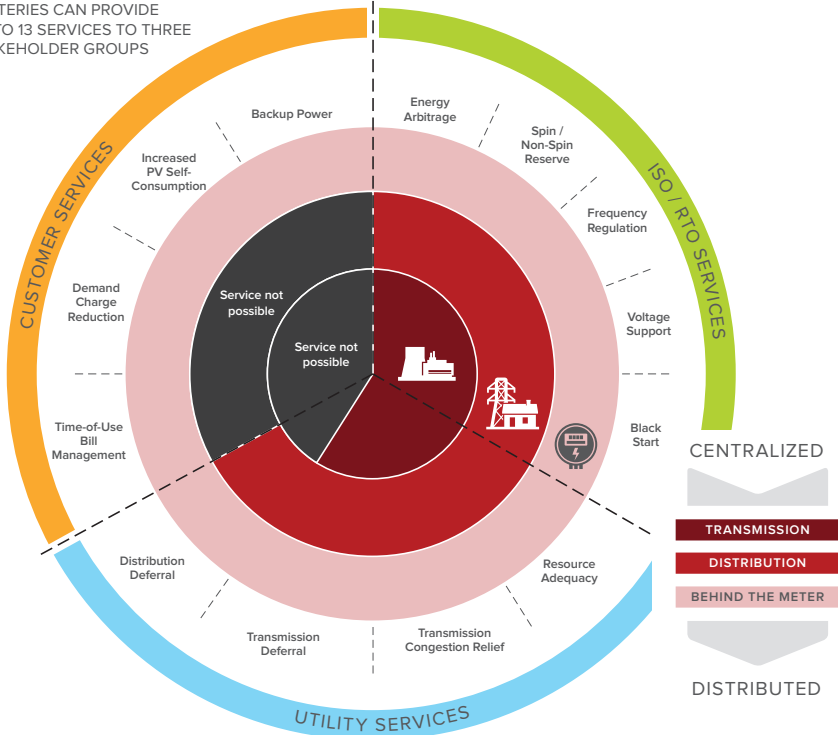 TERIES CAN PROVIDE
TO 13 SERVICES TO THREE
KEHOLDER GROUPS
CUSTOMER SERVICES
Backup Power
Increased
PV Self-
Consumption
Demand
Charge
Reduction
Time-of-Use
Bill
Management
ISO / RTO SERVICES
Energy
Arbitrage
Spin /
Non-Spin
Reserve
Frequency
Regulation
Voltage
Support
Black
Start
Service not
possible
Service not
possible
UTILITY SERVICES
Resource
Adequacy
Transmission
Congestion Relief
Transmission
Deferral
Distribution
Deferral
CENTRALIZED
TRANSMISSION
DISTRIBUTION
BEHIND THE METER
DISTRIBUTED